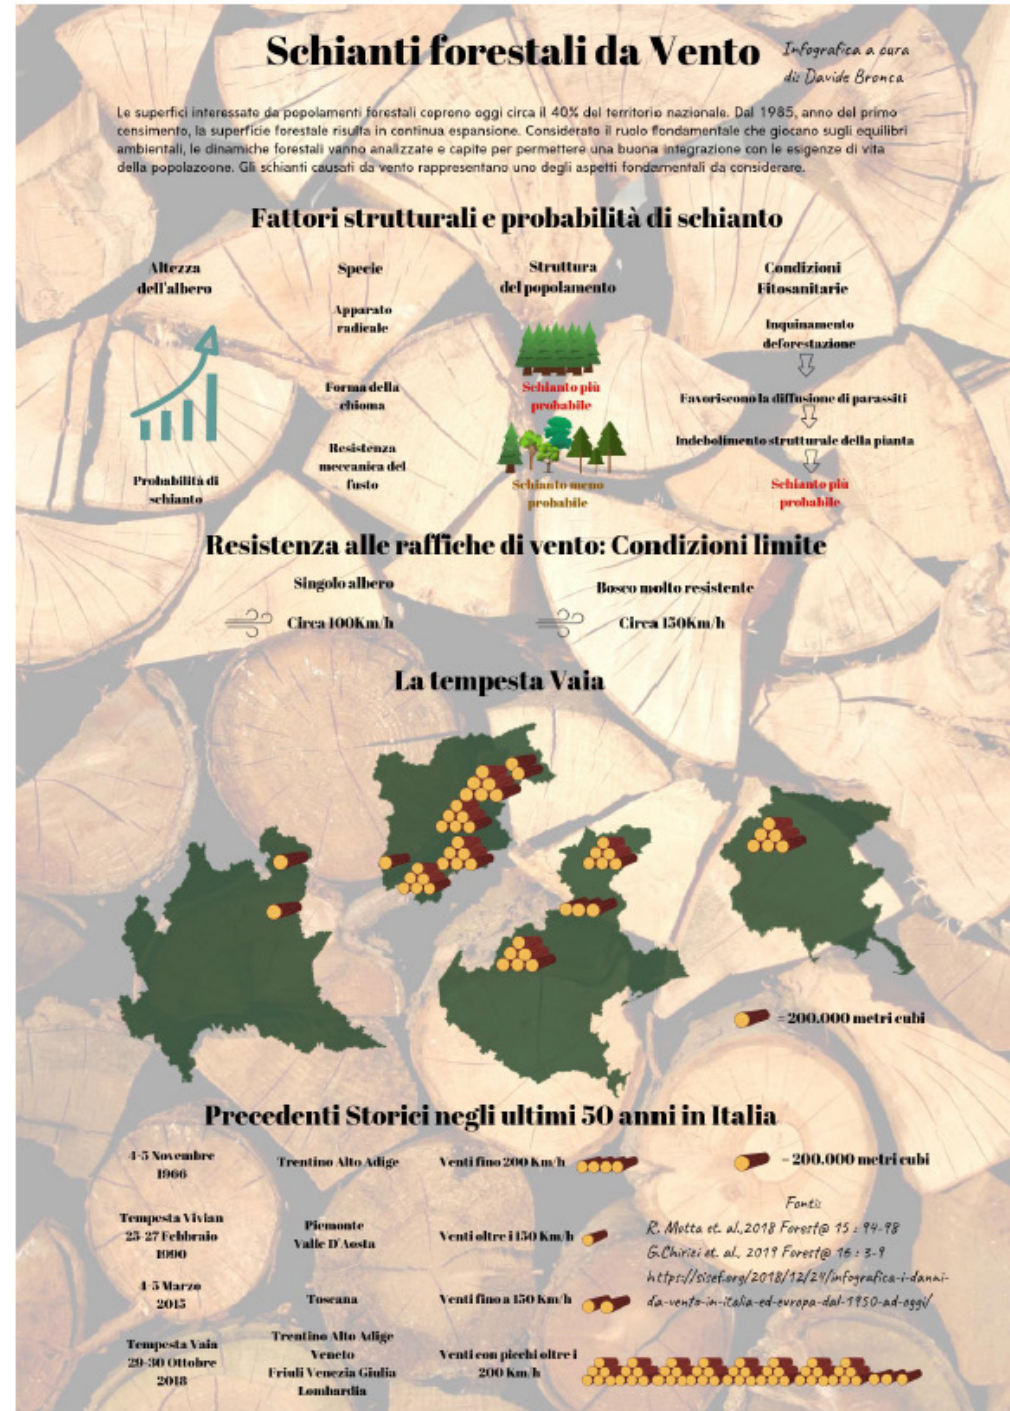 Schianti forestali da Vento
Infografica a cura
di: Davide Bronca
Le superfici interessate da popolamenti forestali coprono oggi circa il 40% del territorio nazionale. Dal 1985, anno del primo
censimento, la superficie forestale risulta in continua espansione. Considerato il ruolo fondamentale che giocano sugli equilibri
ambientali, le dinamiche forestali vanno analizzate e capite per permettere una buona integrazione con le esigenze di vita
della popolazoone. Gli schianti causati da vento rappresentano uno degli aspetti fondamentali da considerare.
Fattori strutturali e probabilità di schianto
Altezza
dell'albero
Probabilità di
schianto
Specie
Apparato
radicale
Forma della
chioma
Resistenza
meccanica del
fusto
Struttura
del popolamento
Schianto più
probabile
Schianto meno
probabile
Condizioni
Fitosanitarie
Inquinamento
deforestazione
Favoriscono la diffusione di parassiti
Indebolimento strutturale della pianta
Schianto più
probabile
Resistenza alle raffiche di vento: Condizioni limite
Singolo albero
Circa 100Km/h
Bosco molto resistente
Circa 150Km/h
La tempesta Vaia
= 200.000 metri cubi
Precedenti Storici negli ultimi 50 anni in Italia
4-5 Novembre
1966
Trentino Alto Adige
Venti fino 200 Km/h
= 200.000 metri cubi
Tempesta Vivian
25-27 Febbraio
1990
Piemonte
Valle D'Aosta
Venti oltre i 150 Km/h
4-5 Marzo
2015
Toscana
Venti fino a 150 Km/h
Tempesta Vaia
29-30 Ottobre
2018
Trentino Alto Adige
Veneto
Friuli Venezia Giulia
Lombardia
Venti con picchi oltre i
200 Km/h
Fonti:
R. Motta et. al.,2018 Forest@ 15 : 94-98
G.Chirici et. al., 2019 Forest@ 16 : 3-9
https://sisef.org/2018/12/24/infografica-i-danni-
da-vento-in-italia-ed-europa-dal-1950-ad-oggi/